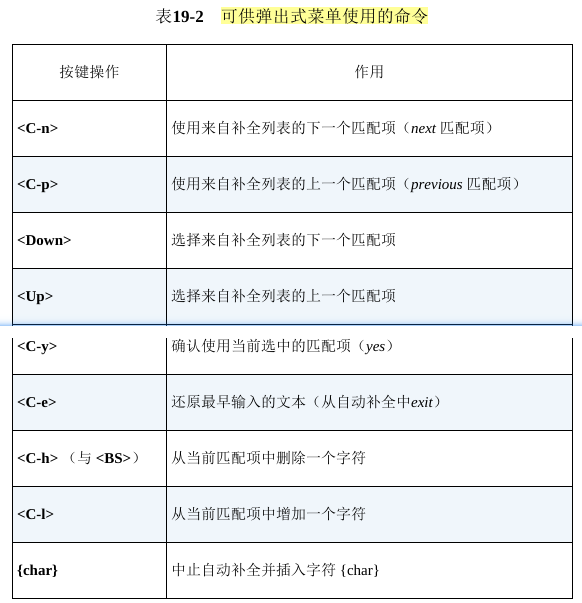 表19-2 可供弹出式菜单使用的命令
按键操作 作用
<C-n> 使用来自补全列表的下一个匹配项（next 匹配项）
<C-p> 使用来自补全列表的上一个匹配项（previous 匹配项）
<Down> 选择来自补全列表的下一个匹配项
<Up> 选择来自补全列表的上一个匹配项
<C-y> 确认使用当前选中的匹配项（yes）
<C-e> 还原最早输入的文本（从自动补全中exit）
<C-h> （与 <BS>） 从当前匹配项中删除一个字符
<C-l> 从当前匹配项中增加一个字符
{char} 中止自动补全并插入字符 {char}